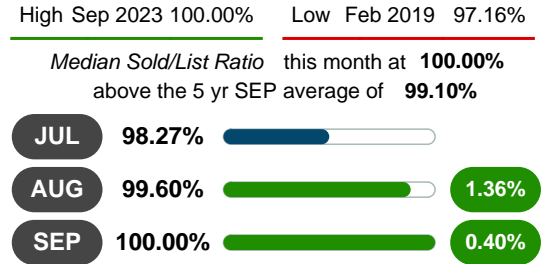 High Sep 2023 100.00% Low Feb 2019 97.16%
Median Sold/List Ratio this month at 100.00%
above the 5 yr SEP average of 99.10%
JUL 98.27%
AUG 99.60% 1.36%
SEP 100.00% 0.40%